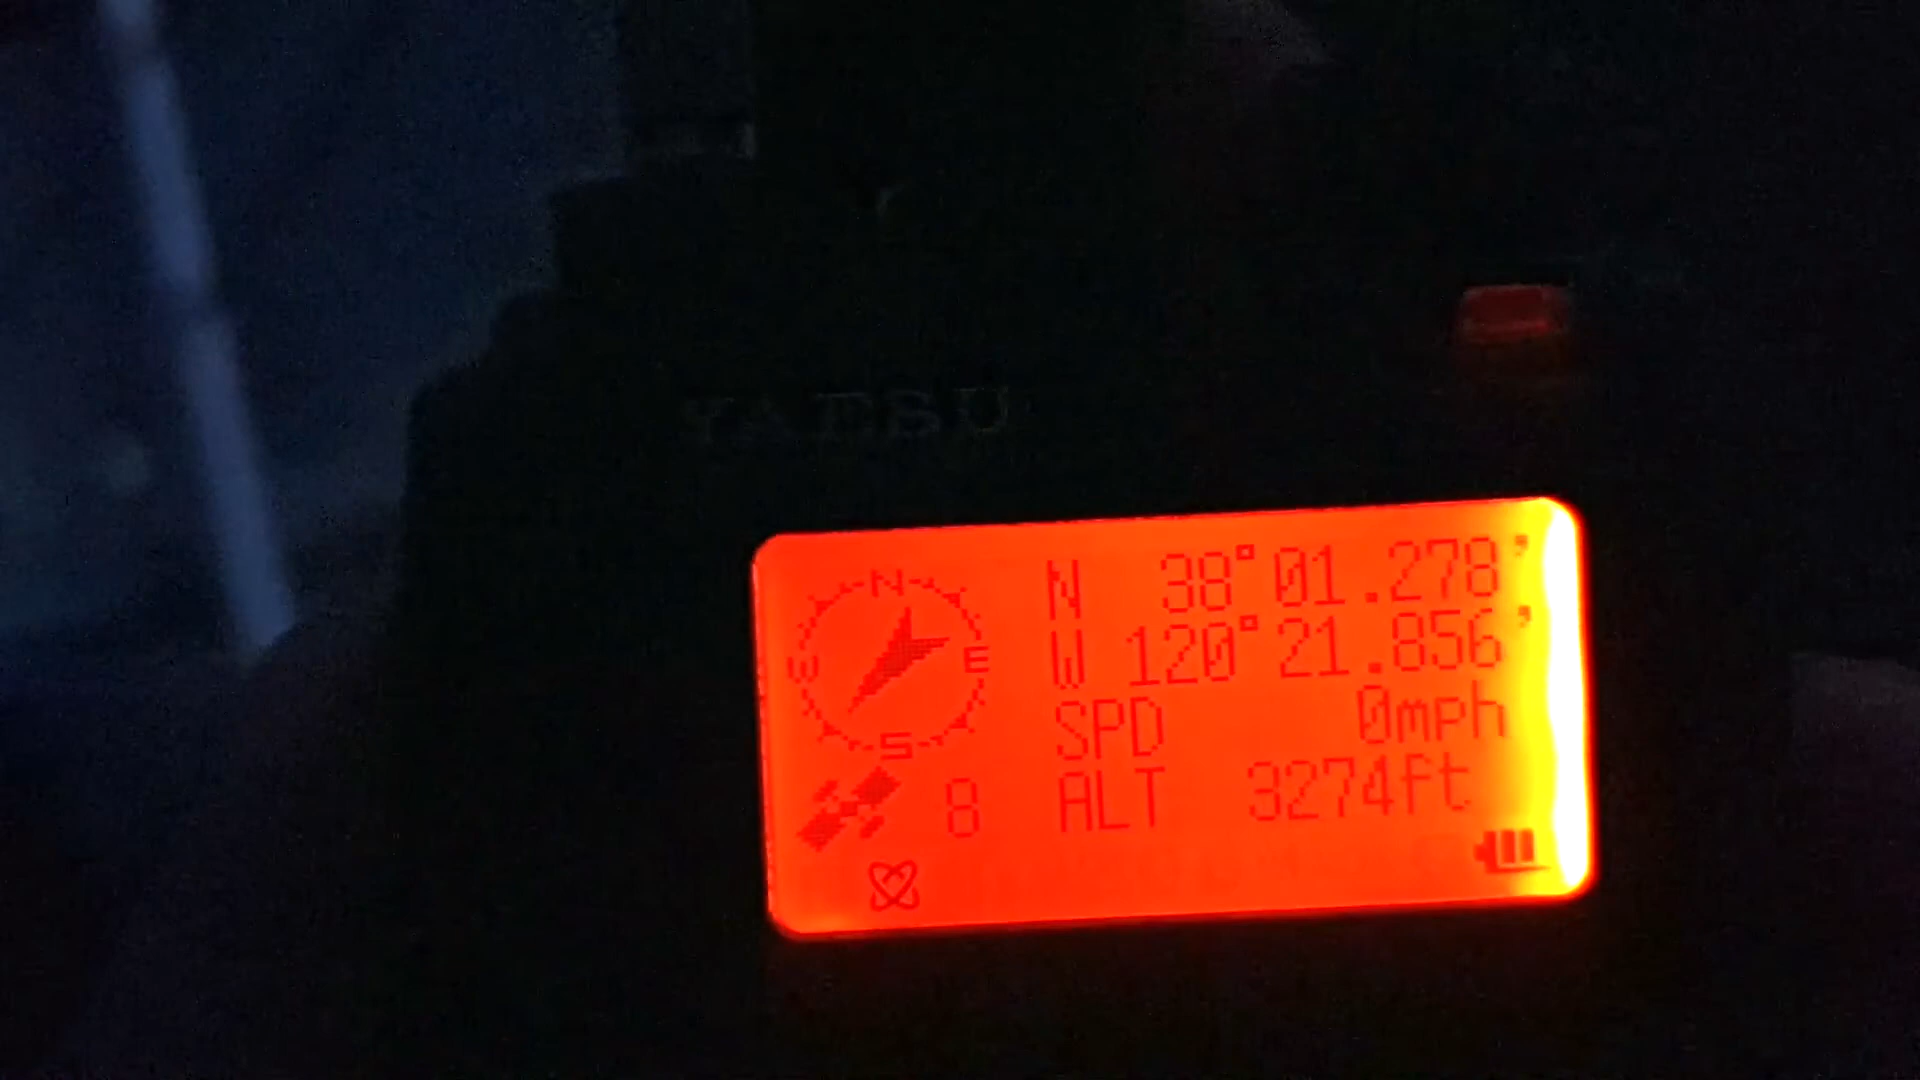 YAESU
N 38°01.278'
W 120°21.856'
SPD 0mph
ALT 3274ft
N
W E
S
8